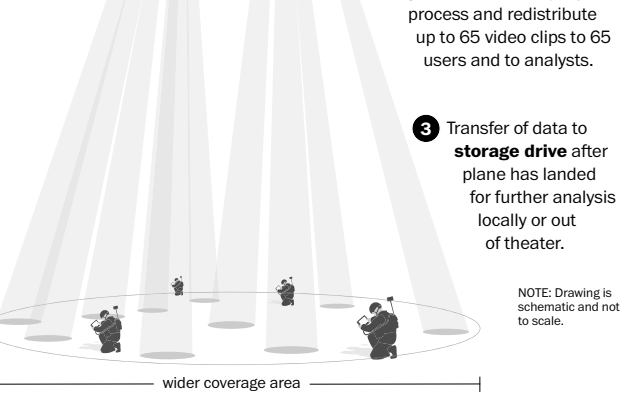 process and redistribute
up to 65 video clips to 65
users and to analysts.
3 Transfer of data to
storage drive after
plane has landed
for further analysis
locally or out
of theater.
NOTE: Drawing is
schematic and not
to scale.
wider coverage area